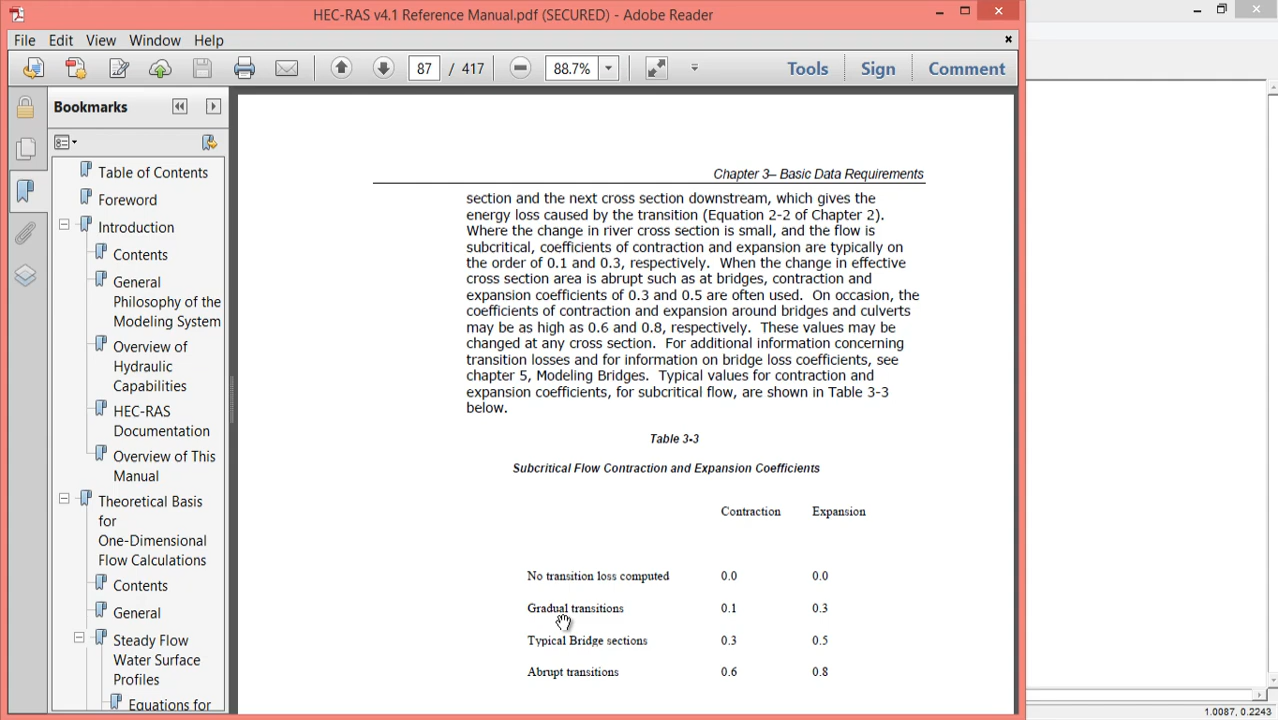 HEC-RAS v4.1 Reference Manual.pdf (SECURED) - Adobe Reader
File Edit View Window Help
87 / 417 88.7% Tools Sign Comment
Bookmarks
Table of Contents
Foreword
Introduction
Contents
General
Philosophy of the
Modeling System
Overview of
Hydraulic
Capabilities
HEC-RAS
Documentation
Overview of This
Manual
Theoretical Basis
for
One-Dimensional
Flow Calculations
Contents
General
Steady Flow
Water Surface
Profiles
Equations for
Chapter 3– Basic Data Requirements
section and the next cross section downstream, which gives the
energy loss caused by the transition (Equation 2-2 of Chapter 2).
Where the change in river cross section is small, and the flow is
subcritical, coefficients of contraction and expansion are typically on
the order of 0.1 and 0.3, respectively. When the change in effective
cross section area is abrupt such as at bridges, contraction and
expansion coefficients of 0.3 and 0.5 are often used. On occasion, the
coefficients of contraction and expansion around bridges and culverts
may be as high as 0.6 and 0.8, respectively. These values may be
changed at any cross section. For additional information concerning
transition losses and for information on bridge loss coefficients, see
chapter 5, Modeling Bridges. Typical values for contraction and
expansion coefficients, for subcritical flow, are shown in Table 3-3
below.
Table 3-3
Subcritical Flow Contraction and Expansion Coefficients
Contraction Expansion
No transition loss computed 0.0 0.0
Gradual transitions 0.1 0.3
Typical Bridge sections 0.3 0.5
Abrupt transitions 0.6 0.8
1.0087, 0.2243